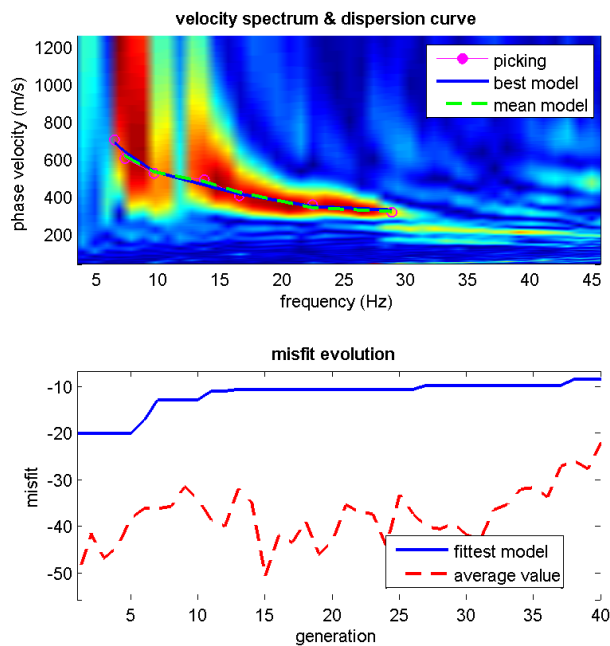 velocity spectrum & dispersion curve
phase velocity (m/s)
1200
1000
800
600
400
200
picking
best model
mean model
5 10 15 20 25 30 35 40 45
frequency (Hz)
misfit evolution
misfit
-10
-20
-30
-40
-50
fittest model
average value
5 10 15 20 25 30 35 40
generation